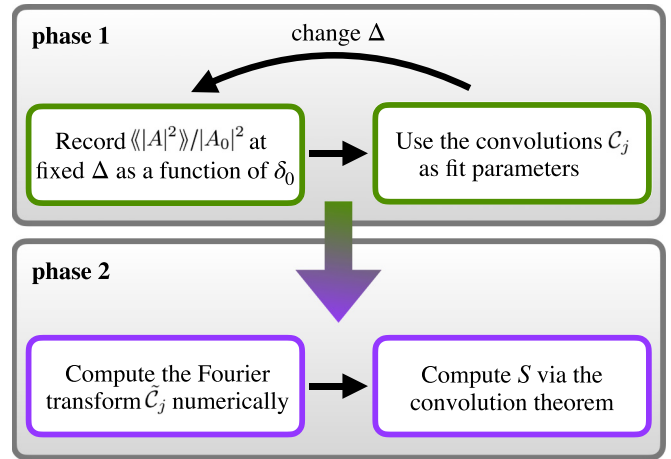 phase 1
change Δ
Record ⟪|A|²⟫/|A₀|² at
fixed Δ as a function of δ₀
Use the convolutions 𝒞ⱼ
as fit parameters
phase 2
Compute the Fourier
transform 𝒞̃ⱼ numerically
Compute S via the
convolution theorem